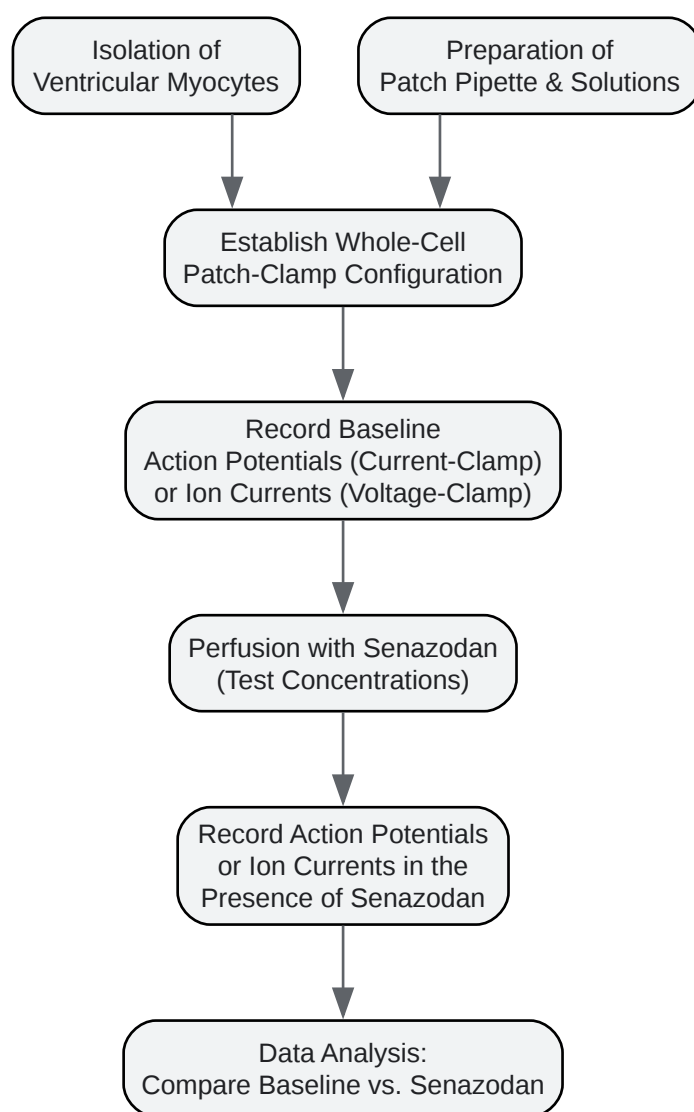 Isolation of
Ventricular Myocytes
Preparation of
Patch Pipette & Solutions
Establish Whole-Cell
Patch-Clamp Configuration
Record Baseline
Action Potentials (Current-Clamp)
or Ion Currents (Voltage-Clamp)
Perfusion with Senazodan
(Test Concentrations)
Record Action Potentials
or Ion Currents in the
Presence of Senazodan
Data Analysis:
Compare Baseline vs. Senazodan